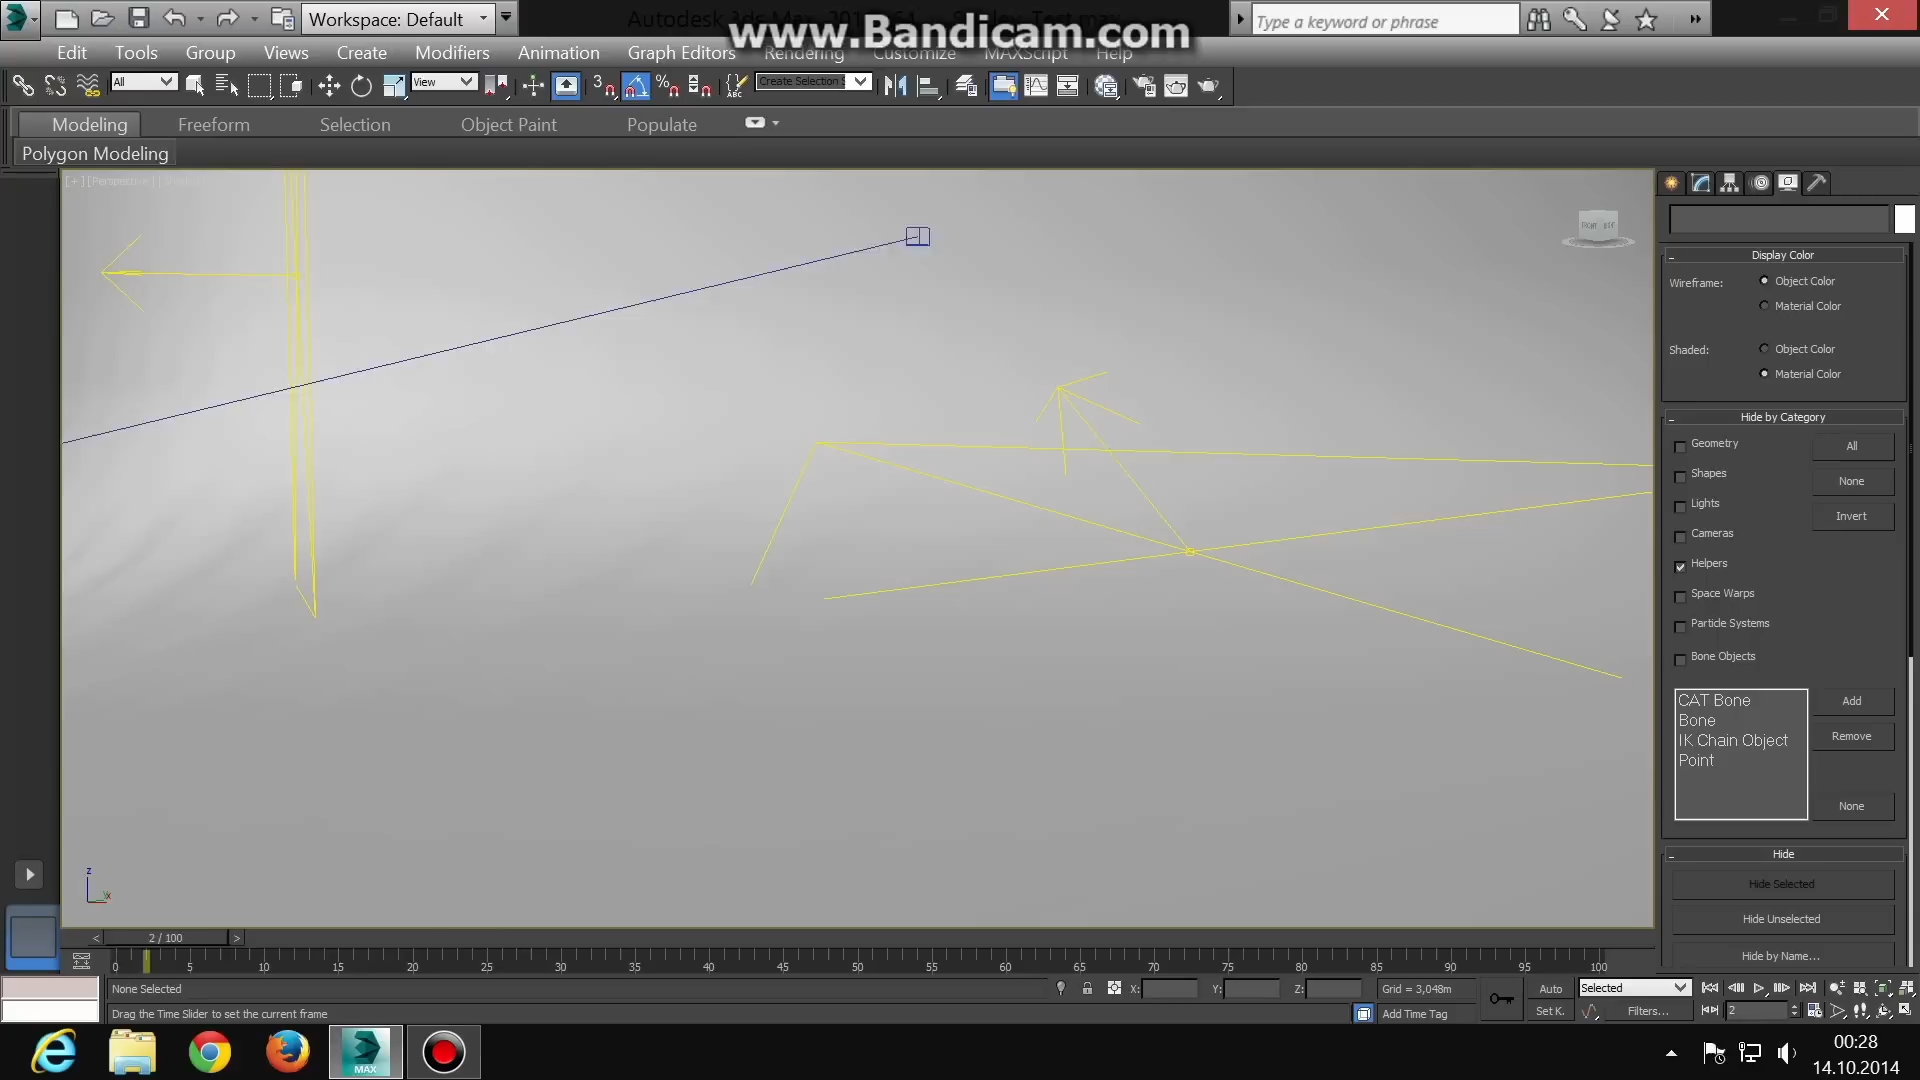 Workspace: Default
Autodesk 3ds Max
www.Bandicam.com
Type a keyword or phrase
Edit Tools Group Views Create Modifiers Animation Graph Editors Rendering Customize MAXScript Help
All
View
3
%
ABC
Create Selection S
Modeling Freeform Selection Object Paint Populate
Polygon Modeling
[+] [Perspective]
FRONT
Display Color
Wireframe: Object Color
Material Color
Shaded: Object Color
Material Color
Hide by Category
Geometry All
Shapes None
Lights Invert
Cameras
Helpers
Space Warps
Particle Systems
Bone Objects
CAT Bone Add
Bone
IK Chain Object Remove
Point
None
Hide
Hide Selected
Hide Unselected
Hide by Name...
z
x
< 2 / 100 >
0 5 10 15 20 25 30 35 40 45 50 55 60 65 70 75 80 85 90 95 100
None Selected X: Y: Z: Grid = 3,048m Auto Selected
Drag the Time Slider to set the current frame Add Time Tag Set K. Filters... 2
MAX
00:28
14.10.2014